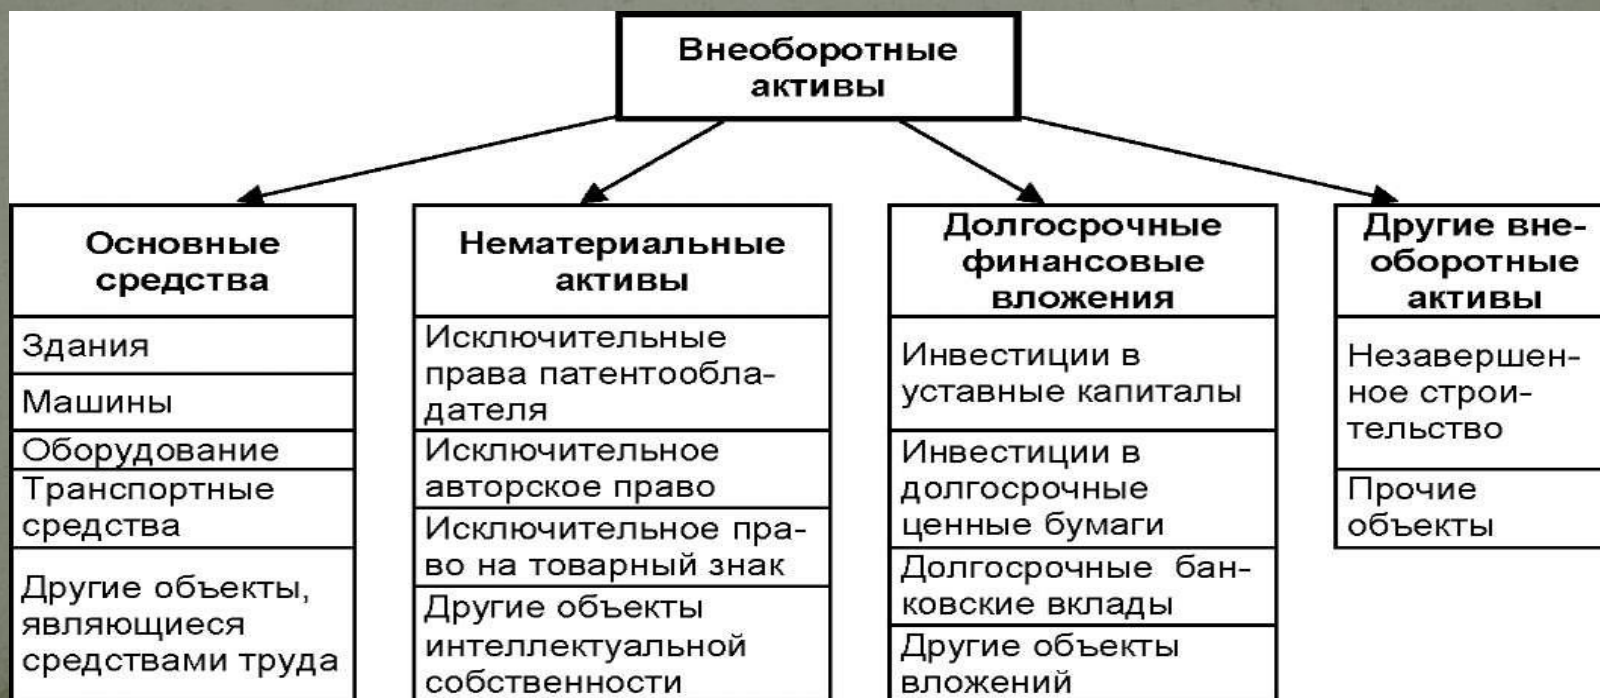 Внеоборотные
активы
Основные
средства
Здания
Машины
Оборудование
Транспортные
средства
Другие объекты,
являющиеся
средствами труда
Нематериальные
активы
Исключительные
права патентообла-
дателя
Исключительное
авторское право
Исключительное пра-
во на товарный знак
Другие объекты
интеллектуальной
собственности
Долгосрочные
финансовые
вложения
Инвестиции в
уставные капиталы
Инвестиции в
долгосрочные
ценные бумаги
Долгосрочные бан-
ковские вклады
Другие объекты
вложений
Другие вне-
оборотные
активы
Незавершен-
ное строи-
тельство
Прочие
объекты